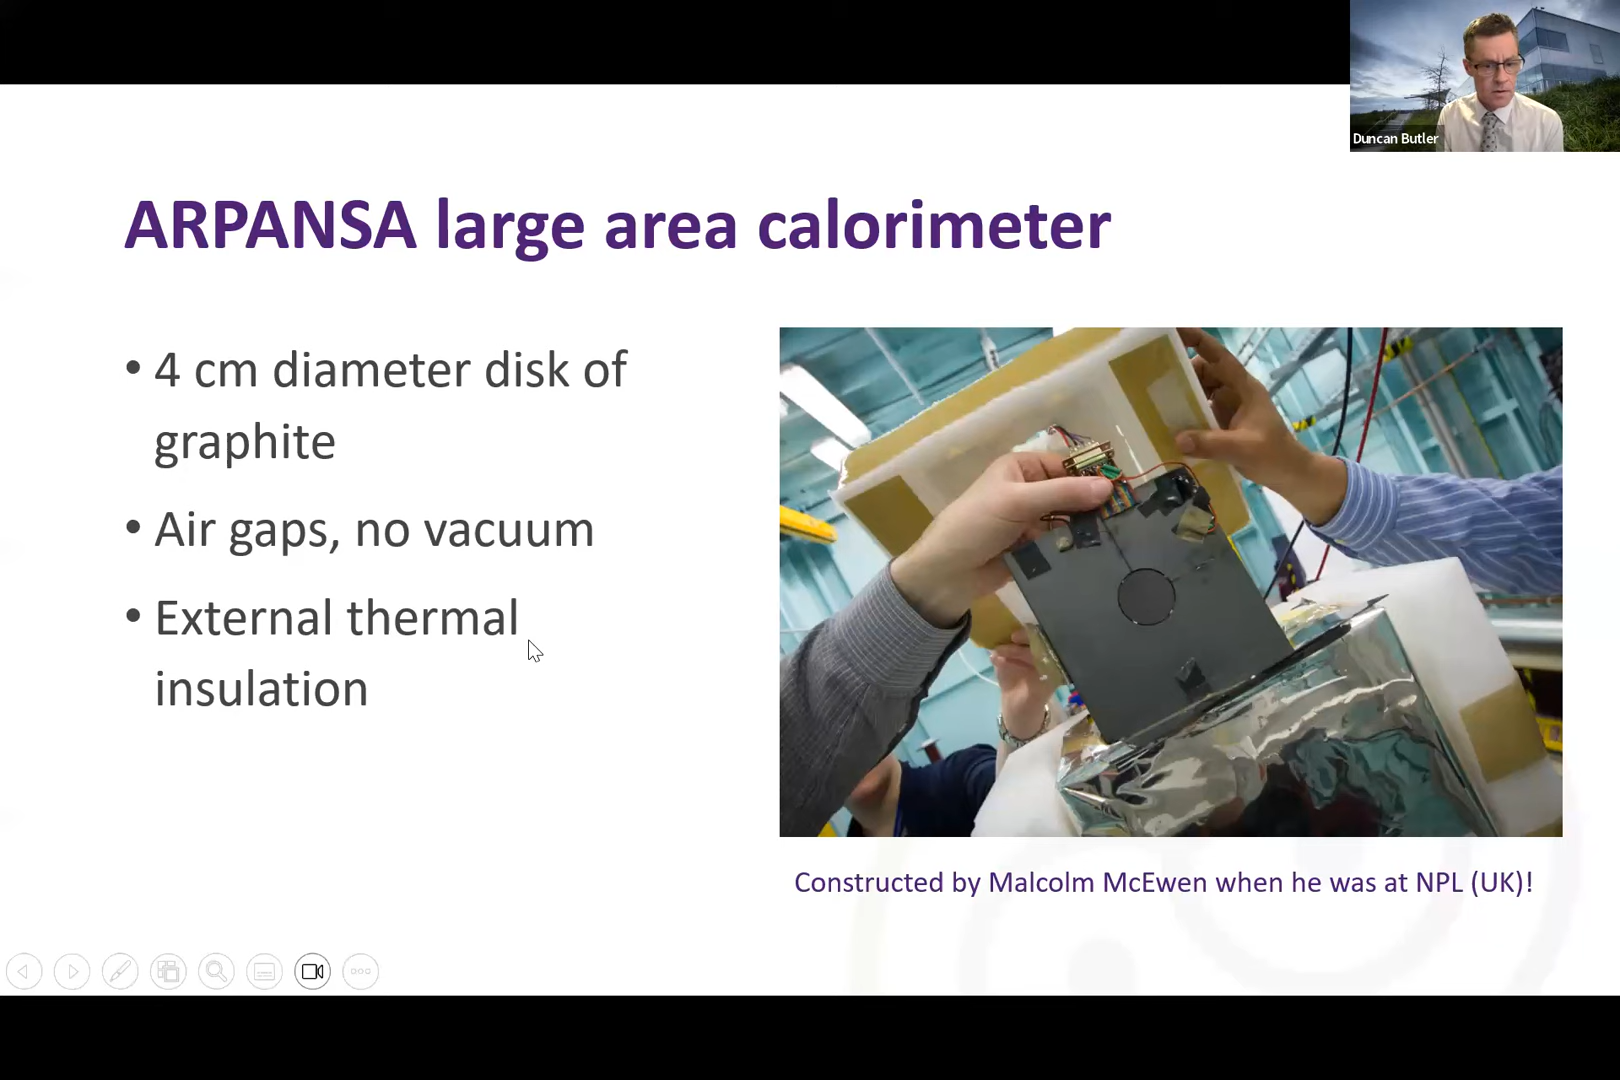 Duncan Butler
ARPANSA large area calorimeter
• 4 cm diameter disk of
graphite
• Air gaps, no vacuum
• External thermal
insulation
Constructed by Malcolm McEwen when he was at NPL (UK)!